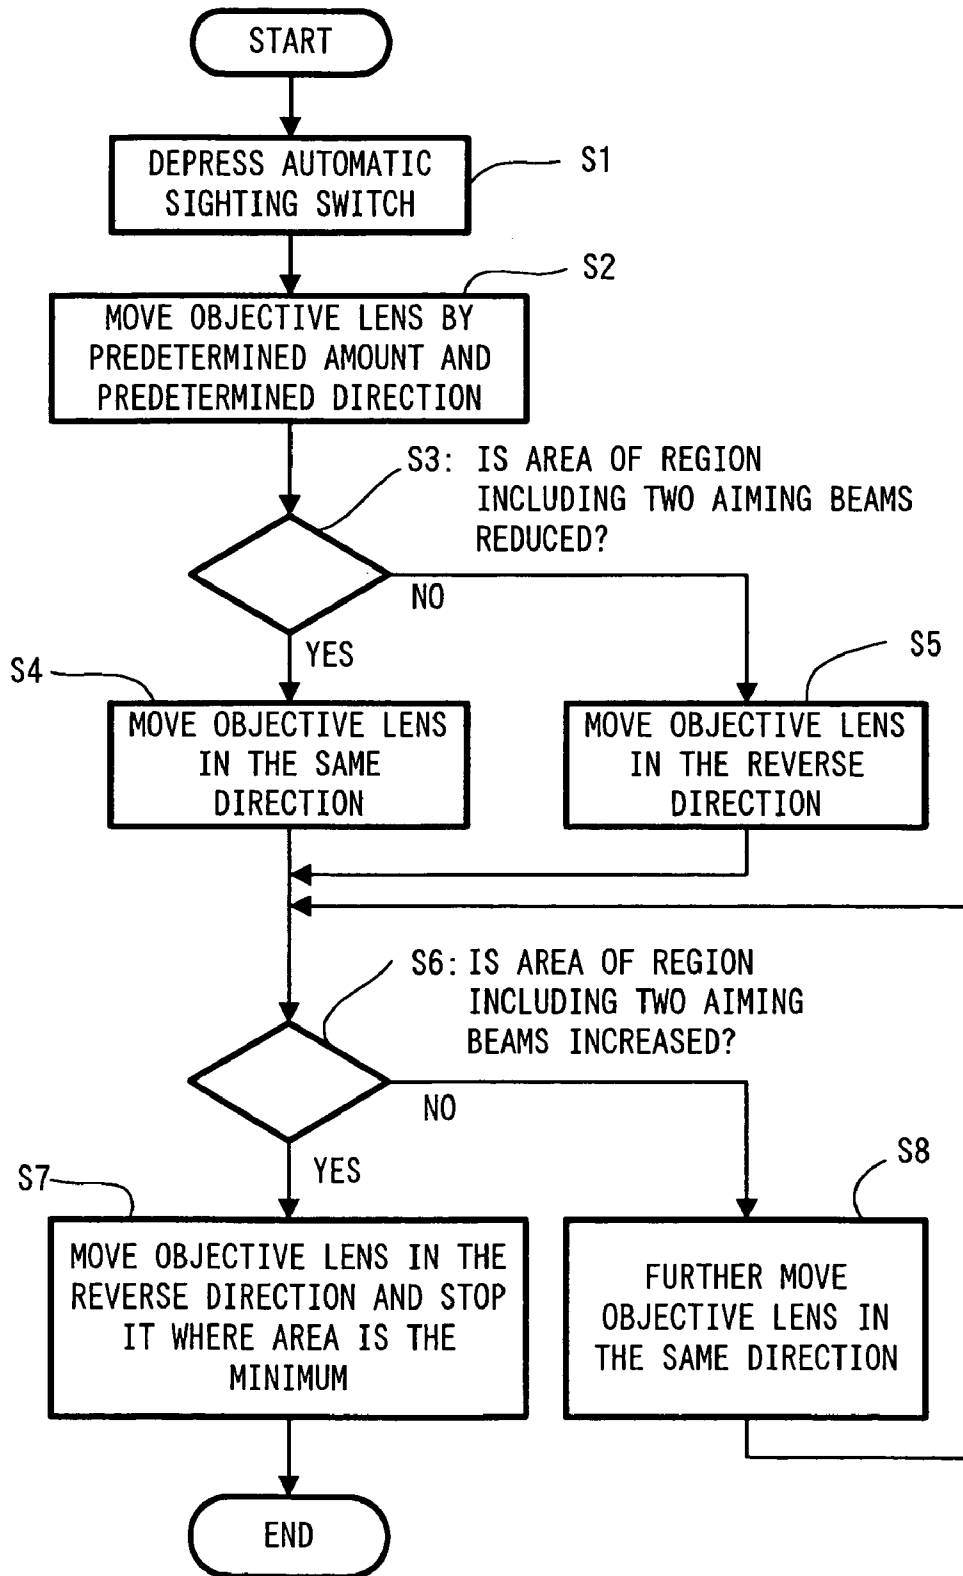 START
DEPRESS AUTOMATIC
SIGHTING SWITCH
S1
S2
MOVE OBJECTIVE LENS BY
PREDETERMINED AMOUNT AND
PREDETERMINED DIRECTION
S3: IS AREA OF REGION
INCLUDING TWO AIMING BEAMS
REDUCED?
NO
YES
S4
MOVE OBJECTIVE LENS
IN THE SAME
DIRECTION
S5
MOVE OBJECTIVE LENS
IN THE REVERSE
DIRECTION
S6: IS AREA OF REGION
INCLUDING TWO AIMING
BEAMS INCREASED?
NO
YES
S7
MOVE OBJECTIVE LENS IN THE
REVERSE DIRECTION AND STOP
IT WHERE AREA IS THE
MINIMUM
S8
FURTHER MOVE
OBJECTIVE LENS IN
THE SAME DIRECTION
END